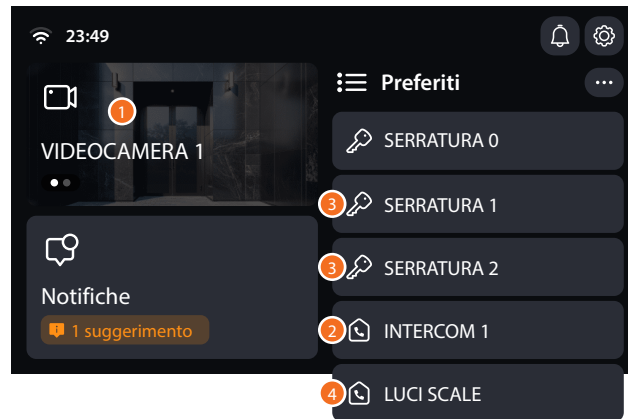 23:49
1
VIDEOCAMERA 1
Notifiche
1 suggerimento
Preferiti
SERRATURA 0
3 SERRATURA 1
3 SERRATURA 2
2 INTERCOM 1
4 LUCI SCALE